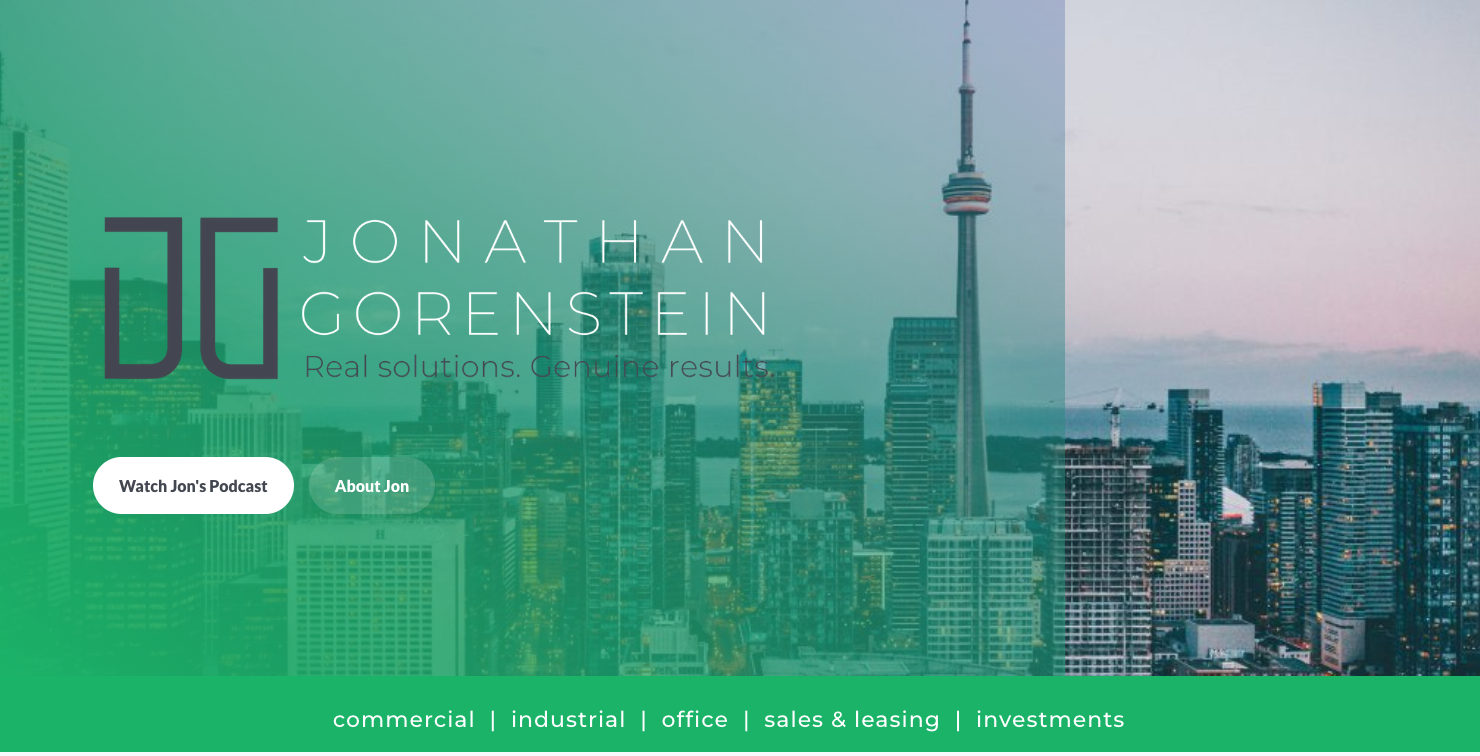 JG
JONATHAN
GORENSTEIN
Real solutions. Genuine results.
Watch Jon's Podcast
About Jon
commercial | industrial | office | sales & leasing | investments